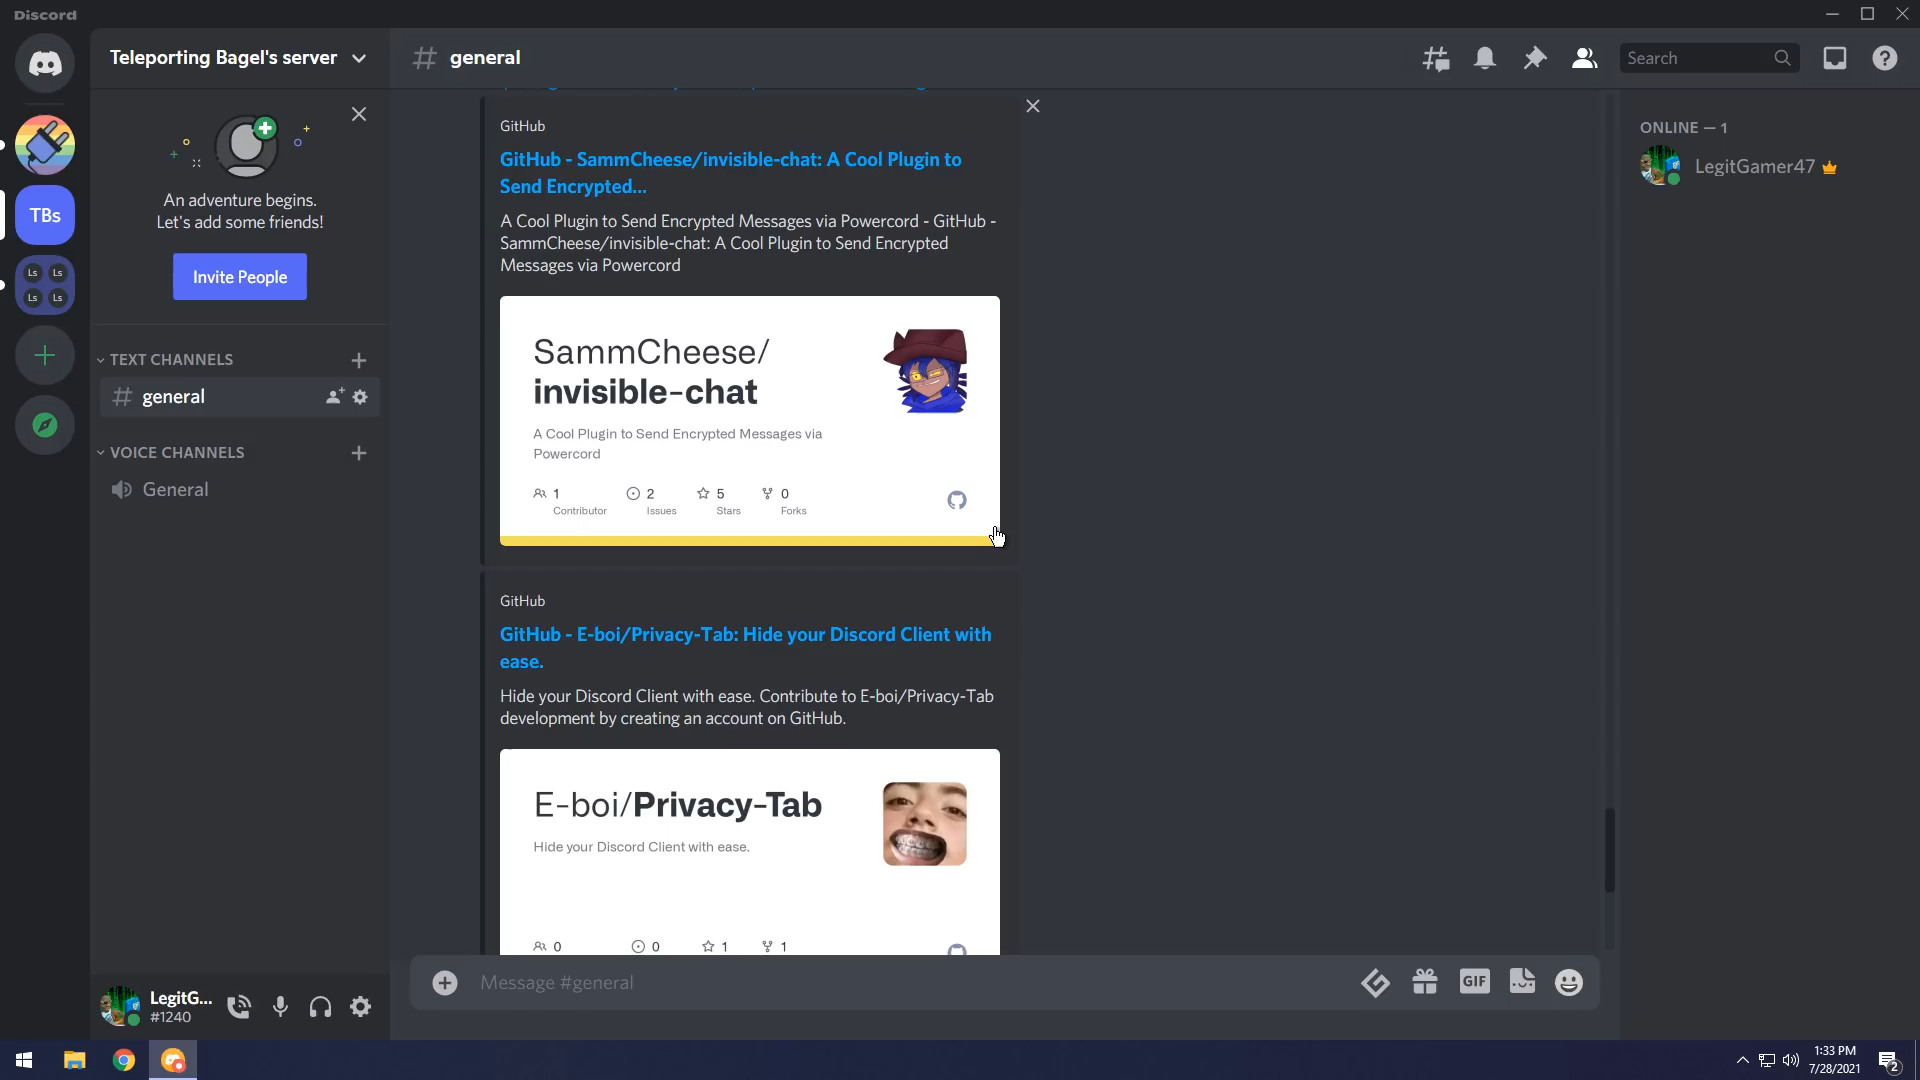 Discord
Teleporting Bagel's server
general
Search
An adventure begins.
Let's add some friends!
Invite People
TBs
Ls Ls
Ls Ls
TEXT CHANNELS
general
VOICE CHANNELS
General
GitHub
GitHub - SammCheese/invisible-chat: A Cool Plugin to
Send Encrypted...
A Cool Plugin to Send Encrypted Messages via Powercord - GitHub -
SammCheese/invisible-chat: A Cool Plugin to Send Encrypted
Messages via Powercord
SammCheese/
invisible-chat
A Cool Plugin to Send Encrypted Messages via
Powercord
1 2 5 0
Contributor Issues Stars Forks
GitHub
GitHub - E-boi/Privacy-Tab: Hide your Discord Client with
ease.
Hide your Discord Client with ease. Contribute to E-boi/Privacy-Tab
development by creating an account on GitHub.
E-boi/Privacy-Tab
Hide your Discord Client with ease.
0 0 1 1
Message #general
GIF
ONLINE — 1
LegitGamer47
LegitG...
#1240
1:33 PM
7/28/2021
2